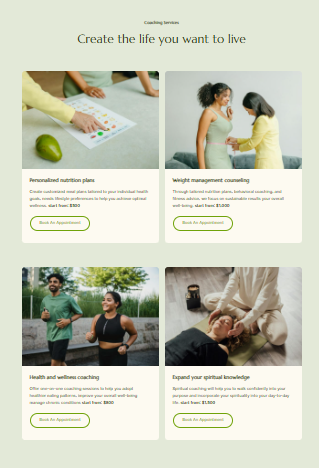 Coaching Services
Create the life you want to live
Personalized nutrition plans
Create customized meal plans tailored to your individual health
goals, needs lifestyle preferences to help you achieve optimal
wellness. start from $500
Book An Appointment
Weight management counseling
Through tailored nutrition plans, behavioral coaching, and
fitness advice, we focus on sustainable results your overall
well-being. start from $1,000
Book An Appointment
Health and wellness coaching
Offer one-on-one coaching sessions to help you adopt
healthier eating patterns, improve your overall well-being
manage chronic conditions start from $800
Book An Appointment
Expand your spiritual knowledge
Spiritual coaching will help you to walk confidently into your
purpose and incorporate your spirituality into your day-to-day
life. start from $1,500
Book An Appointment